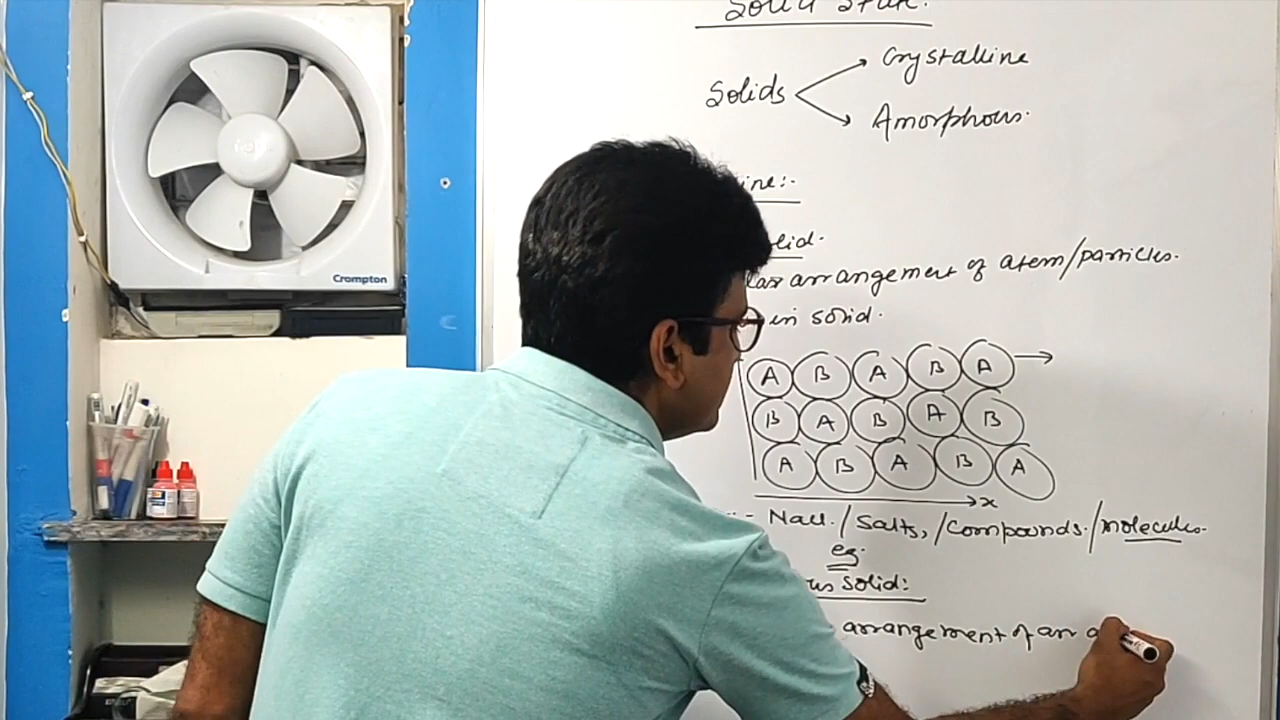 Solid State.
Crystalline
Solids
Amorphous.
ine:-
olid.
lar arrangement of atom/particles.
in solid.
A B A B A
B A B A B
A B A B A
x
- Nacl. / Salts, /compounds. /molecules.
eg.
us Solid:
arrangement of an a
Crompton